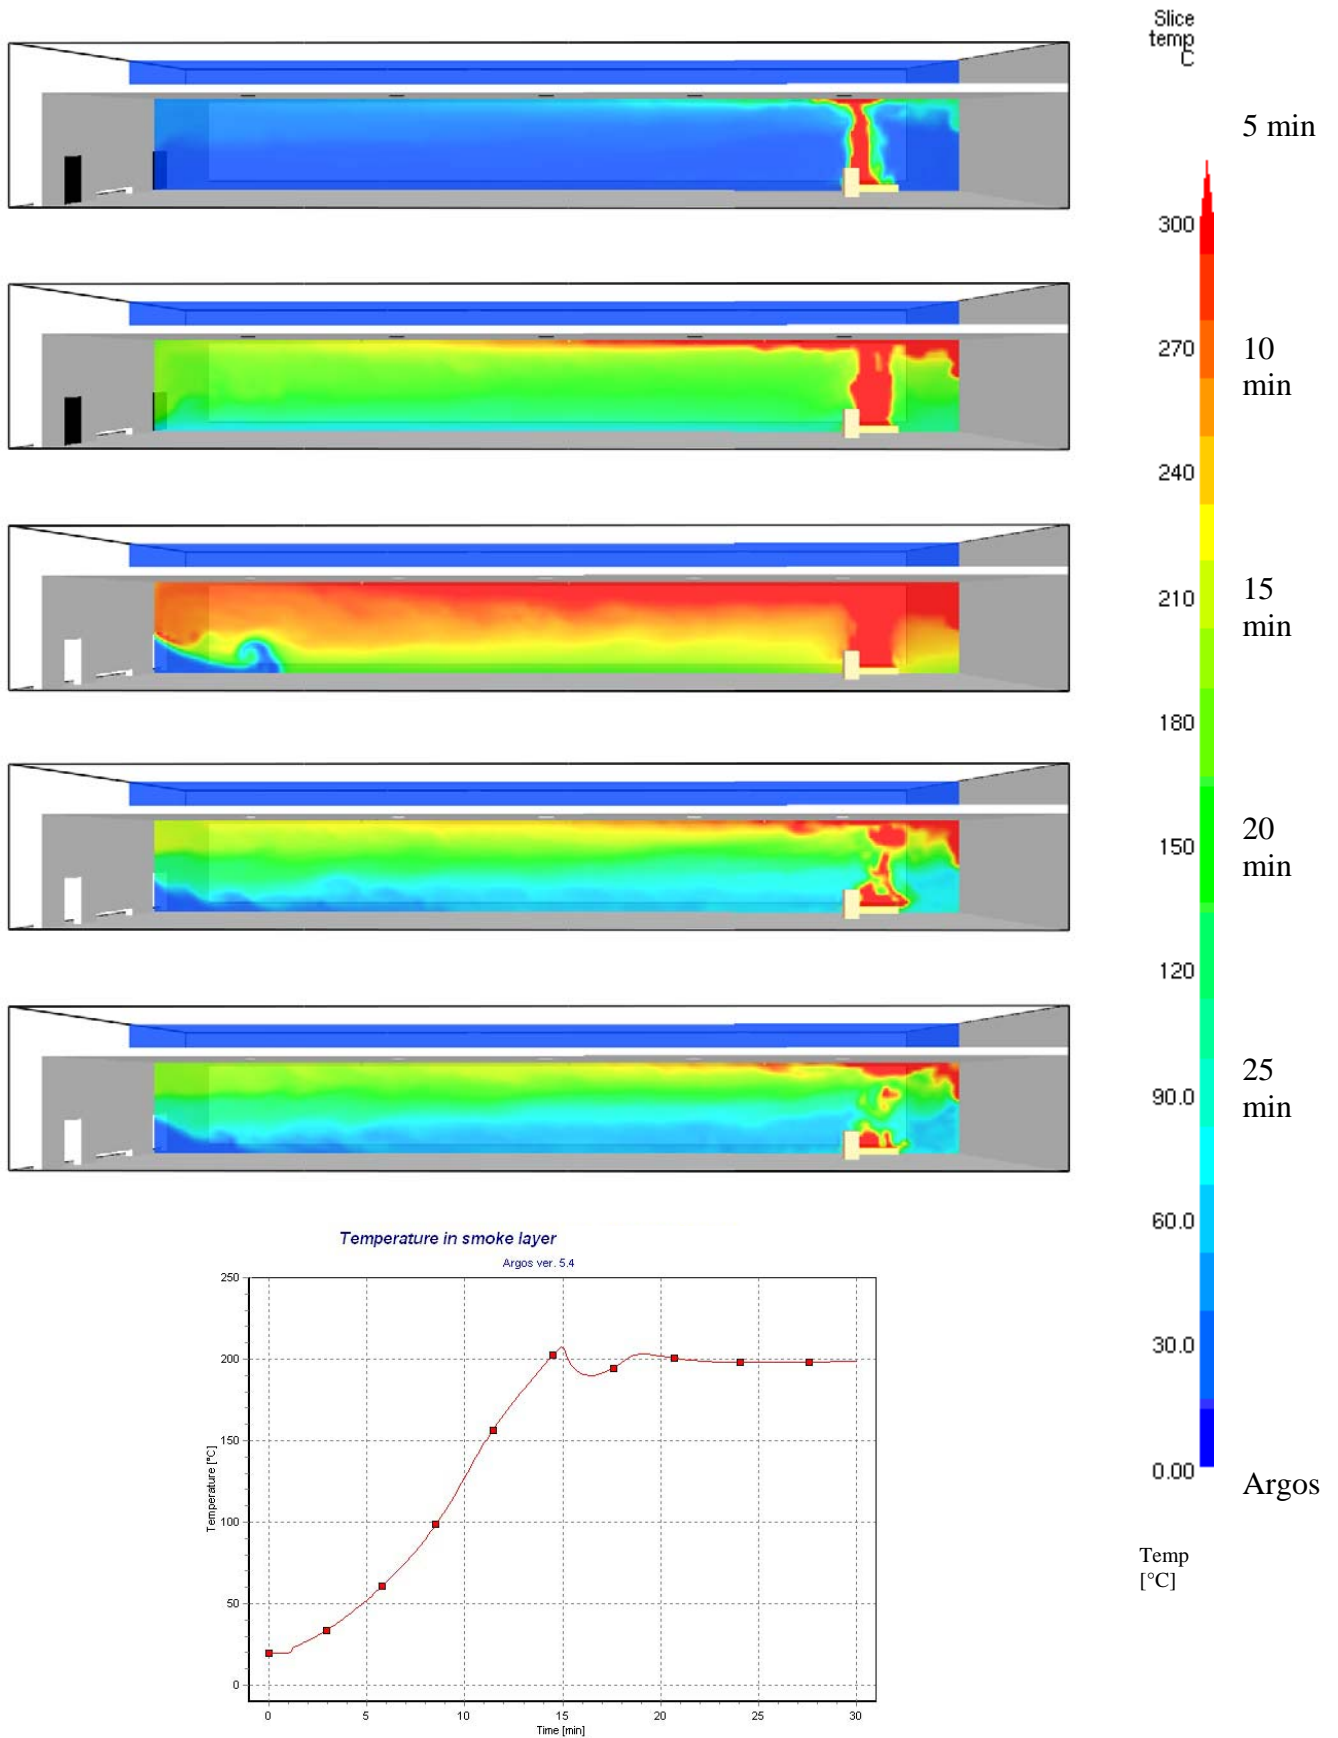 Slice
temp
C
5 min
300
270
10
min
240
210
15
min
180
150
20
min
120
90.0
25
min
60.0
30.0
0.00
Argos
Temp
[°C]
Temperature in smoke layer
Argos ver. 5.4
250
200
150
100
50
0
Temperature [°C]
0 5 10 15 20 25 30
Time [min]